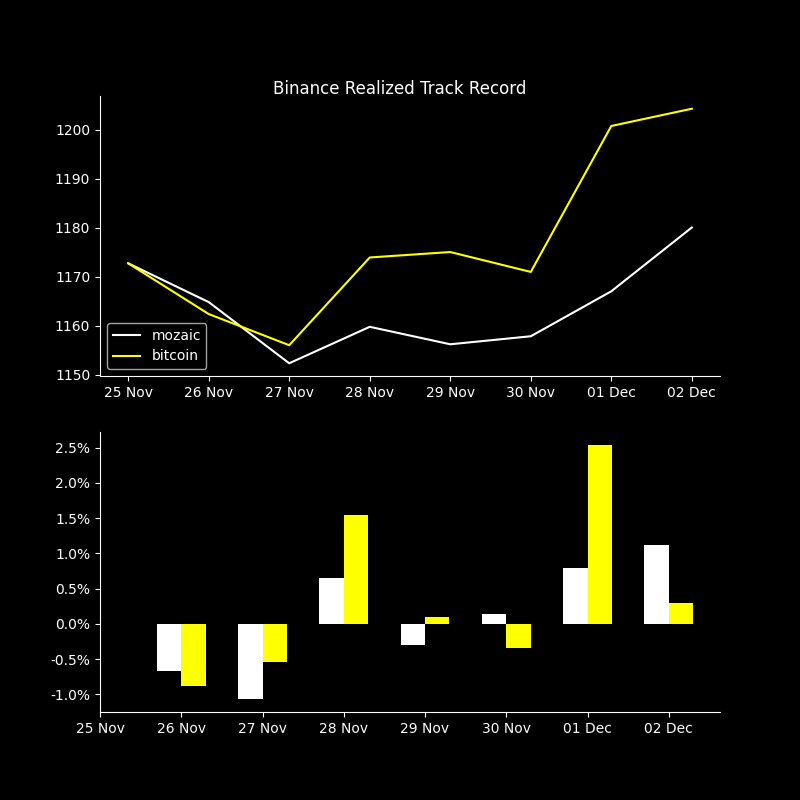 Binance Realized Track Record
1200
1190
1180
1170
1160
1150
mozaic
bitcoin
25 Nov 26 Nov 27 Nov 28 Nov 29 Nov 30 Nov 01 Dec 02 Dec
2.5%
2.0%
1.5%
1.0%
0.5%
0.0%
-0.5%
-1.0%
25 Nov 26 Nov 27 Nov 28 Nov 29 Nov 30 Nov 01 Dec 02 Dec